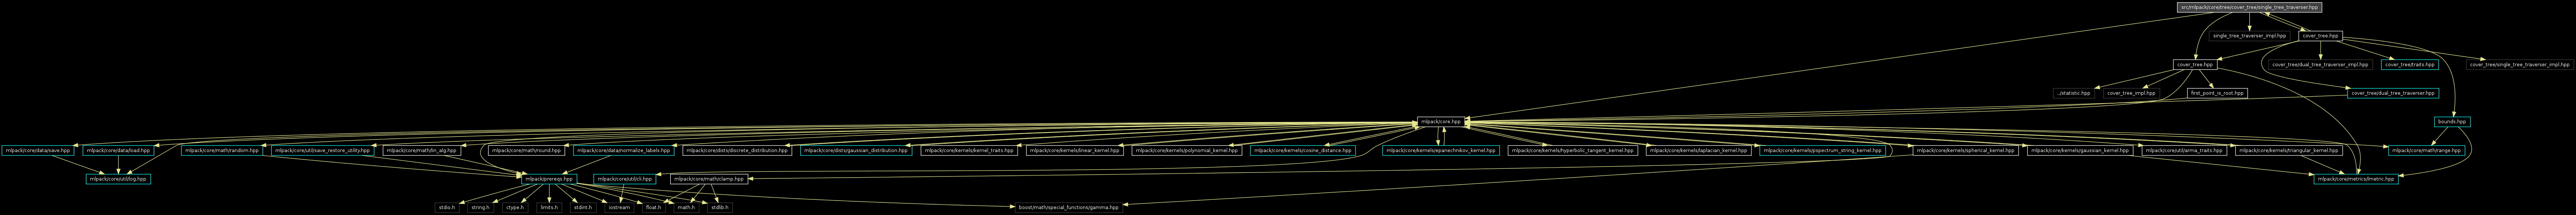 src/mlpack/core/tree/cover_tree/single_tree_traverser.hpp
single_tree_traverser_impl.hpp
cover_tree.hpp
cover_tree.hpp
cover_tree/dual_tree_traverser_impl.hpp
cover_tree/traits.hpp
cover_tree/single_tree_traverser_impl.hpp
../statistic.hpp
cover_tree_impl.hpp
first_point_is_root.hpp
cover_tree/dual_tree_traverser.hpp
mlpack/core.hpp
bounds.hpp
mlpack/core/data/save.hpp
mlpack/core/data/load.hpp
mlpack/core/math/random.hpp
mlpack/core/util/save_restore_utility.hpp
mlpack/core/math/lin_alg.hpp
mlpack/core/math/round.hpp
mlpack/core/data/normalize_labels.hpp
mlpack/core/dists/discrete_distribution.hpp
mlpack/core/dists/gaussian_distribution.hpp
mlpack/core/kernels/kernel_traits.hpp
mlpack/core/kernels/linear_kernel.hpp
mlpack/core/kernels/polynomial_kernel.hpp
mlpack/core/kernels/cosine_distance.hpp
mlpack/core/kernels/epanechnikov_kernel.hpp
mlpack/core/kernels/hyperbolic_tangent_kernel.hpp
mlpack/core/kernels/laplacian_kernel.hpp
mlpack/core/kernels/pspectrum_string_kernel.hpp
mlpack/core/kernels/spherical_kernel.hpp
mlpack/core/kernels/gaussian_kernel.hpp
mlpack/core/util/arma_traits.hpp
mlpack/core/kernels/triangular_kernel.hpp
mlpack/core/math/range.hpp
mlpack/core/util/log.hpp
mlpack/prereqs.hpp
mlpack/core/util/cli.hpp
mlpack/core/math/clamp.hpp
mlpack/core/metrics/lmetric.hpp
stdio.h
string.h
ctype.h
limits.h
stdint.h
iostream
float.h
math.h
stdlib.h
boost/math/special_functions/gamma.hpp